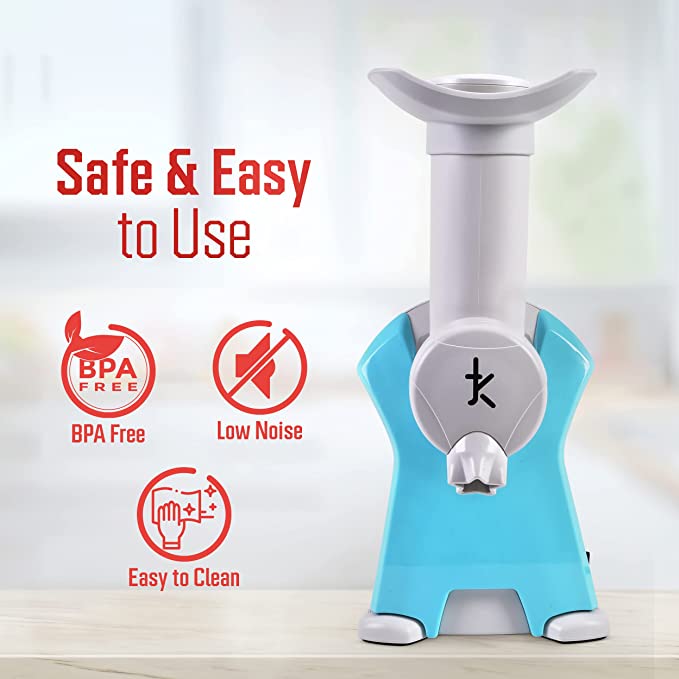 Safe & Easy
to Use
BPA
FREE
BPA Free
Low Noise
Easy to Clean